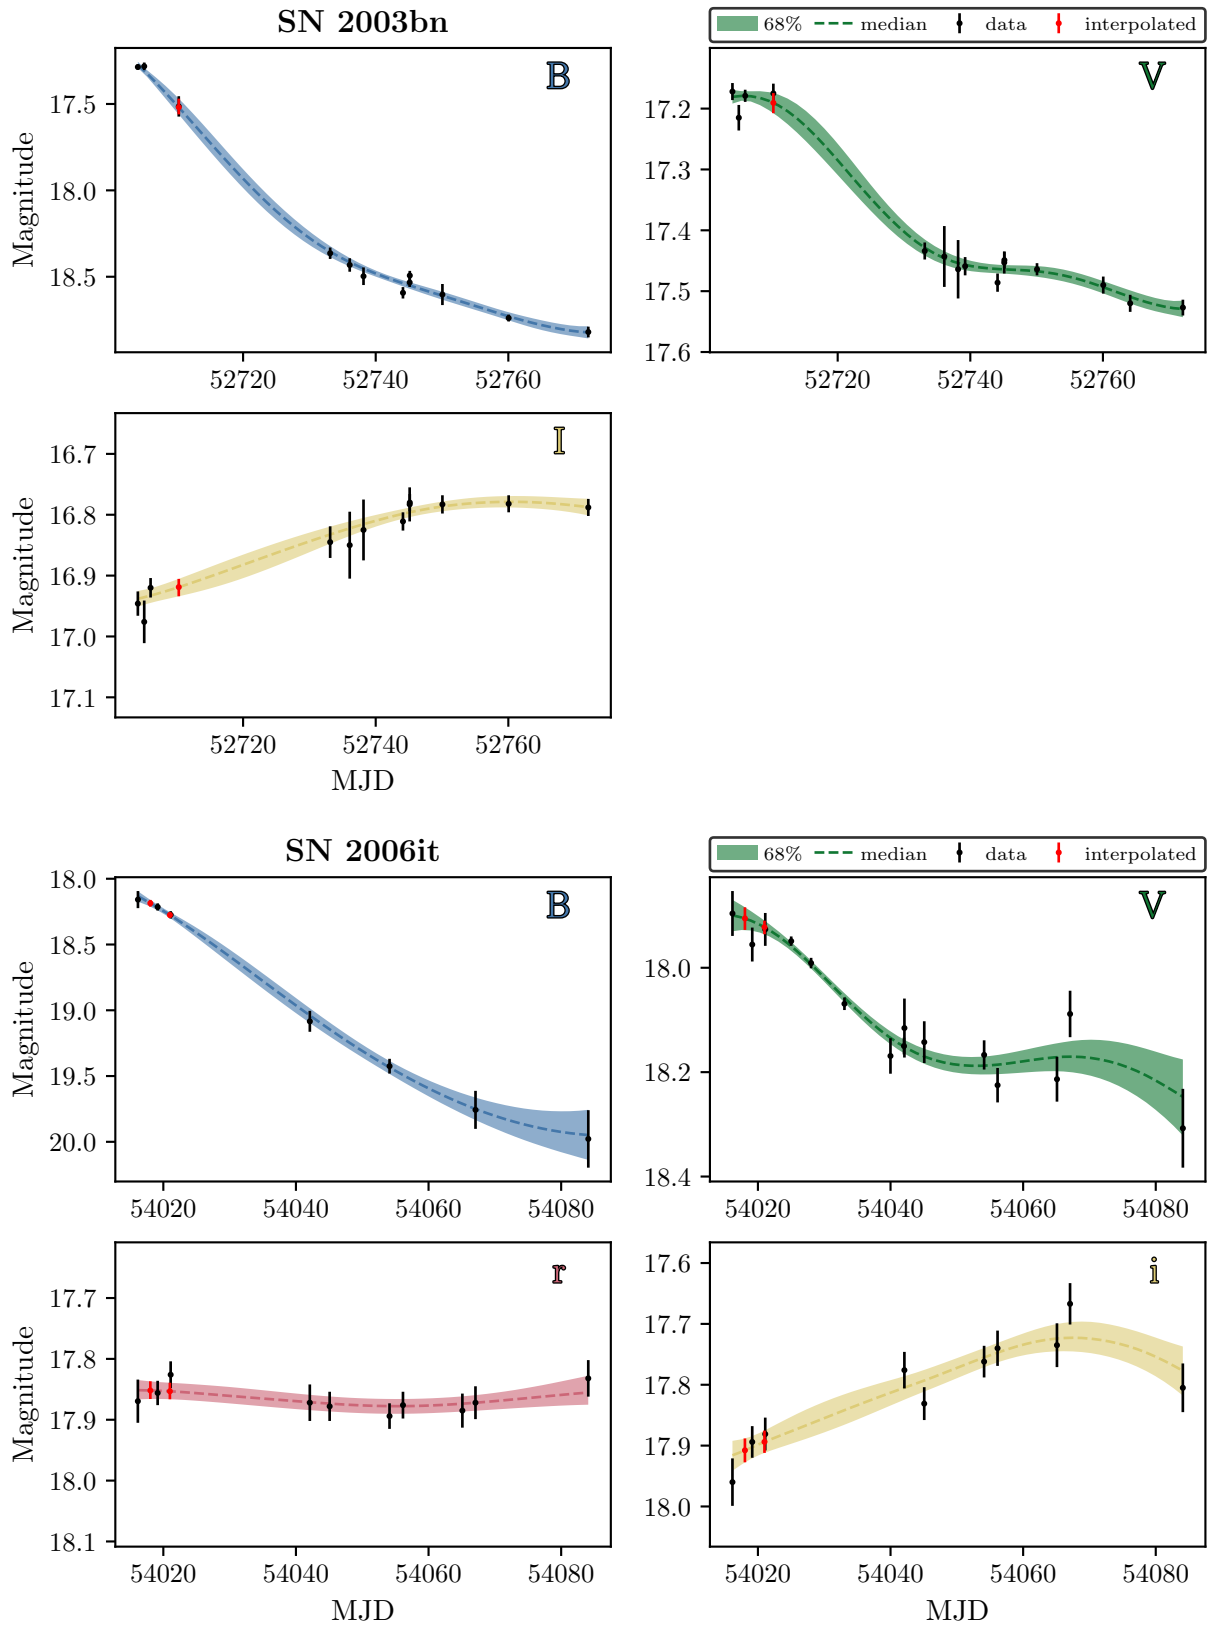 SN 2003bn
68% median data interpolated
B
17.5
18.0
18.5
Magnitude
52720 52740 52760
V
17.2
17.3
17.4
17.5
17.6
52720 52740 52760
I
16.7
16.8
16.9
17.0
17.1
Magnitude
52720 52740 52760
MJD
SN 2006it
68% median data interpolated
B
18.0
18.5
19.0
19.5
20.0
Magnitude
54020 54040 54060 54080
V
18.0
18.2
18.4
54020 54040 54060 54080
r
17.7
17.8
17.9
18.0
18.1
Magnitude
54020 54040 54060 54080
MJD
i
17.6
17.7
17.8
17.9
18.0
54020 54040 54060 54080
MJD